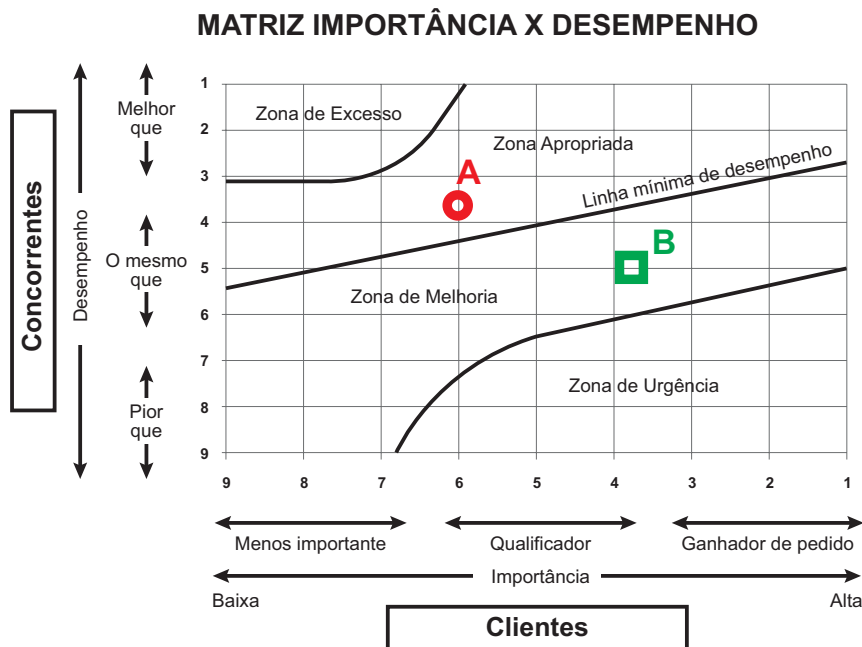 MATRIZ IMPORTÂNCIA X DESEMPENHO
Concorrentes
Desempenho
Melhor
que
O mesmo
que
Pior
que
1
2
3
4
5
6
7
8
9
Zona de Excesso
Zona Apropriada
A
Linha mínima de desempenho
B
Zona de Melhoria
Zona de Urgência
9 8 7 6 5 4 3 2 1
Menos importante Qualificador Ganhador de pedido
Importância
Baixa Alta
Clientes